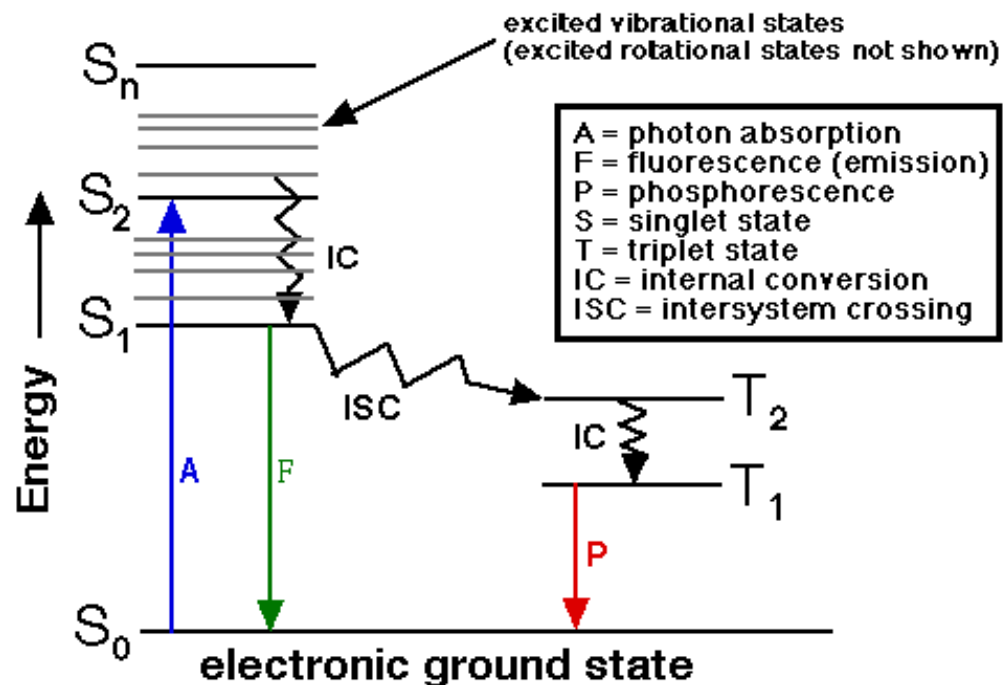 excited vibrational states
(excited rotational states not shown)
Sn
A = photon absorption
F = fluorescence (emission)
P = phosphorescence
S = singlet state
T = triplet state
IC = internal conversion
ISC = intersystem crossing
S2
IC
S1
Energy
ISC
T2
IC
T1
A
F
P
S0
electronic ground state